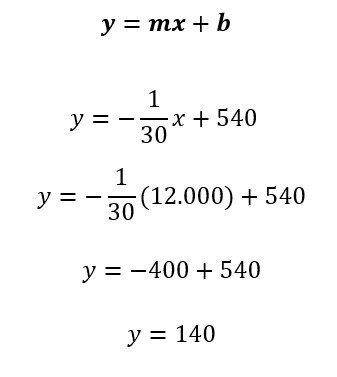 y = mx + b
y = −1/30 x + 540
y = −1/30 (12.000) + 540
y = −400 + 540
y = 140